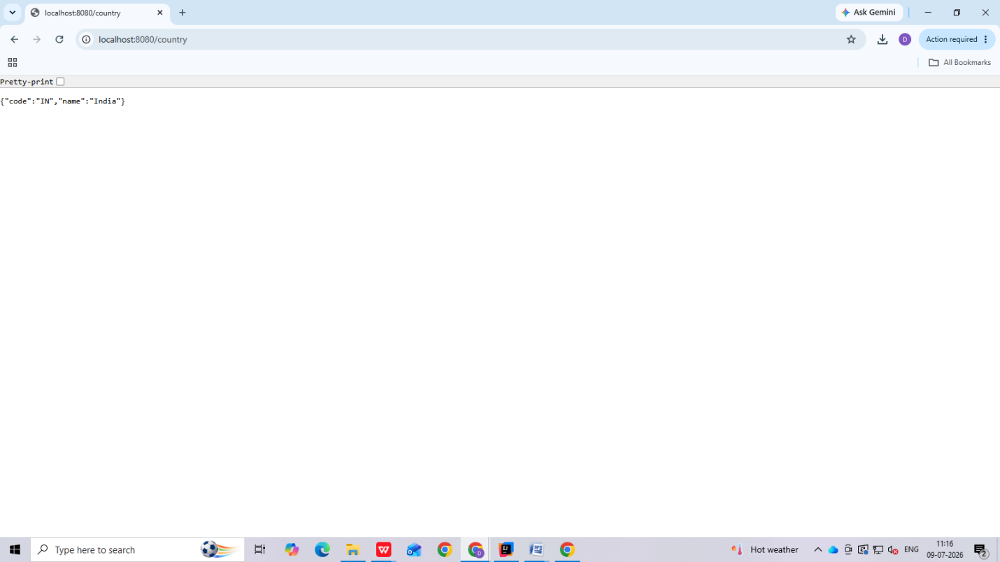 localhost:8080/country
Ask Gemini
localhost:8080/country
D
Action required
All Bookmarks
Pretty-print
{"code":"IN","name":"India"}
Type here to search
Hot weather
ENG
11:16
09-07-2026
2